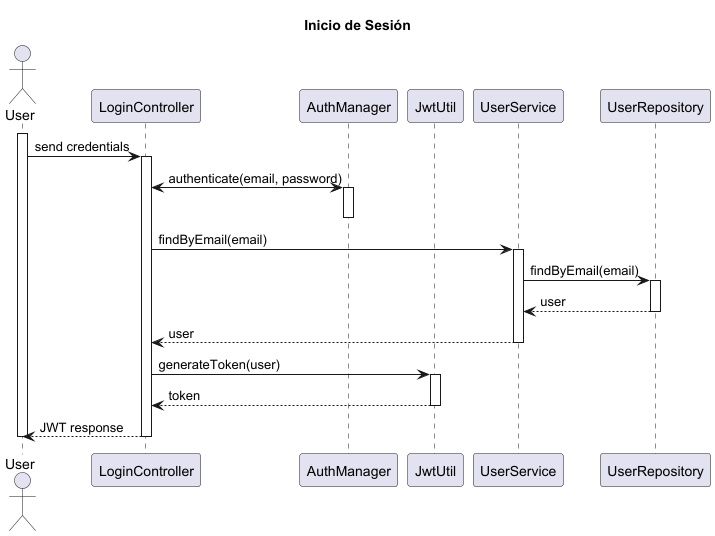 Inicio de Sesión
User
LoginController
AuthManager
JwtUtil
UserService
UserRepository
send credentials
authenticate(email, password)
findByEmail(email)
findByEmail(email)
user
user
generateToken(user)
token
JWT response
User
LoginController
AuthManager
JwtUtil
UserService
UserRepository